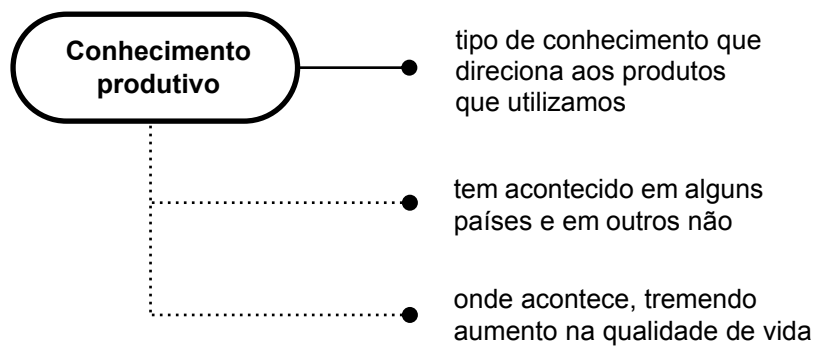 Conhecimento
produtivo
tipo de conhecimento que
direciona aos produtos
que utilizamos
tem acontecido em alguns
países e em outros não
onde acontece, tremendo
aumento na qualidade de vida